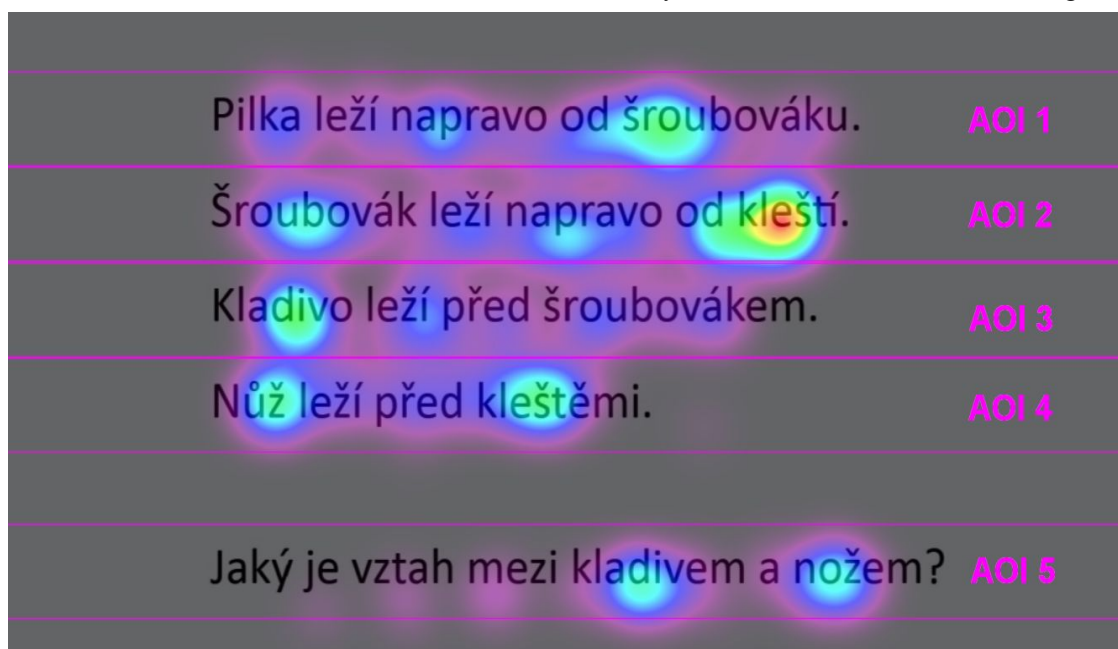 Pilka leží napravo od šroubováku. AOI 1
Šroubovák leží napravo od kleští. AOI 2
Kladivo leží před šroubovákem. AOI 3
Nůž leží před kleštěmi. AOI 4
Jaký je vztah mezi kladivem a nožem? AOI 5